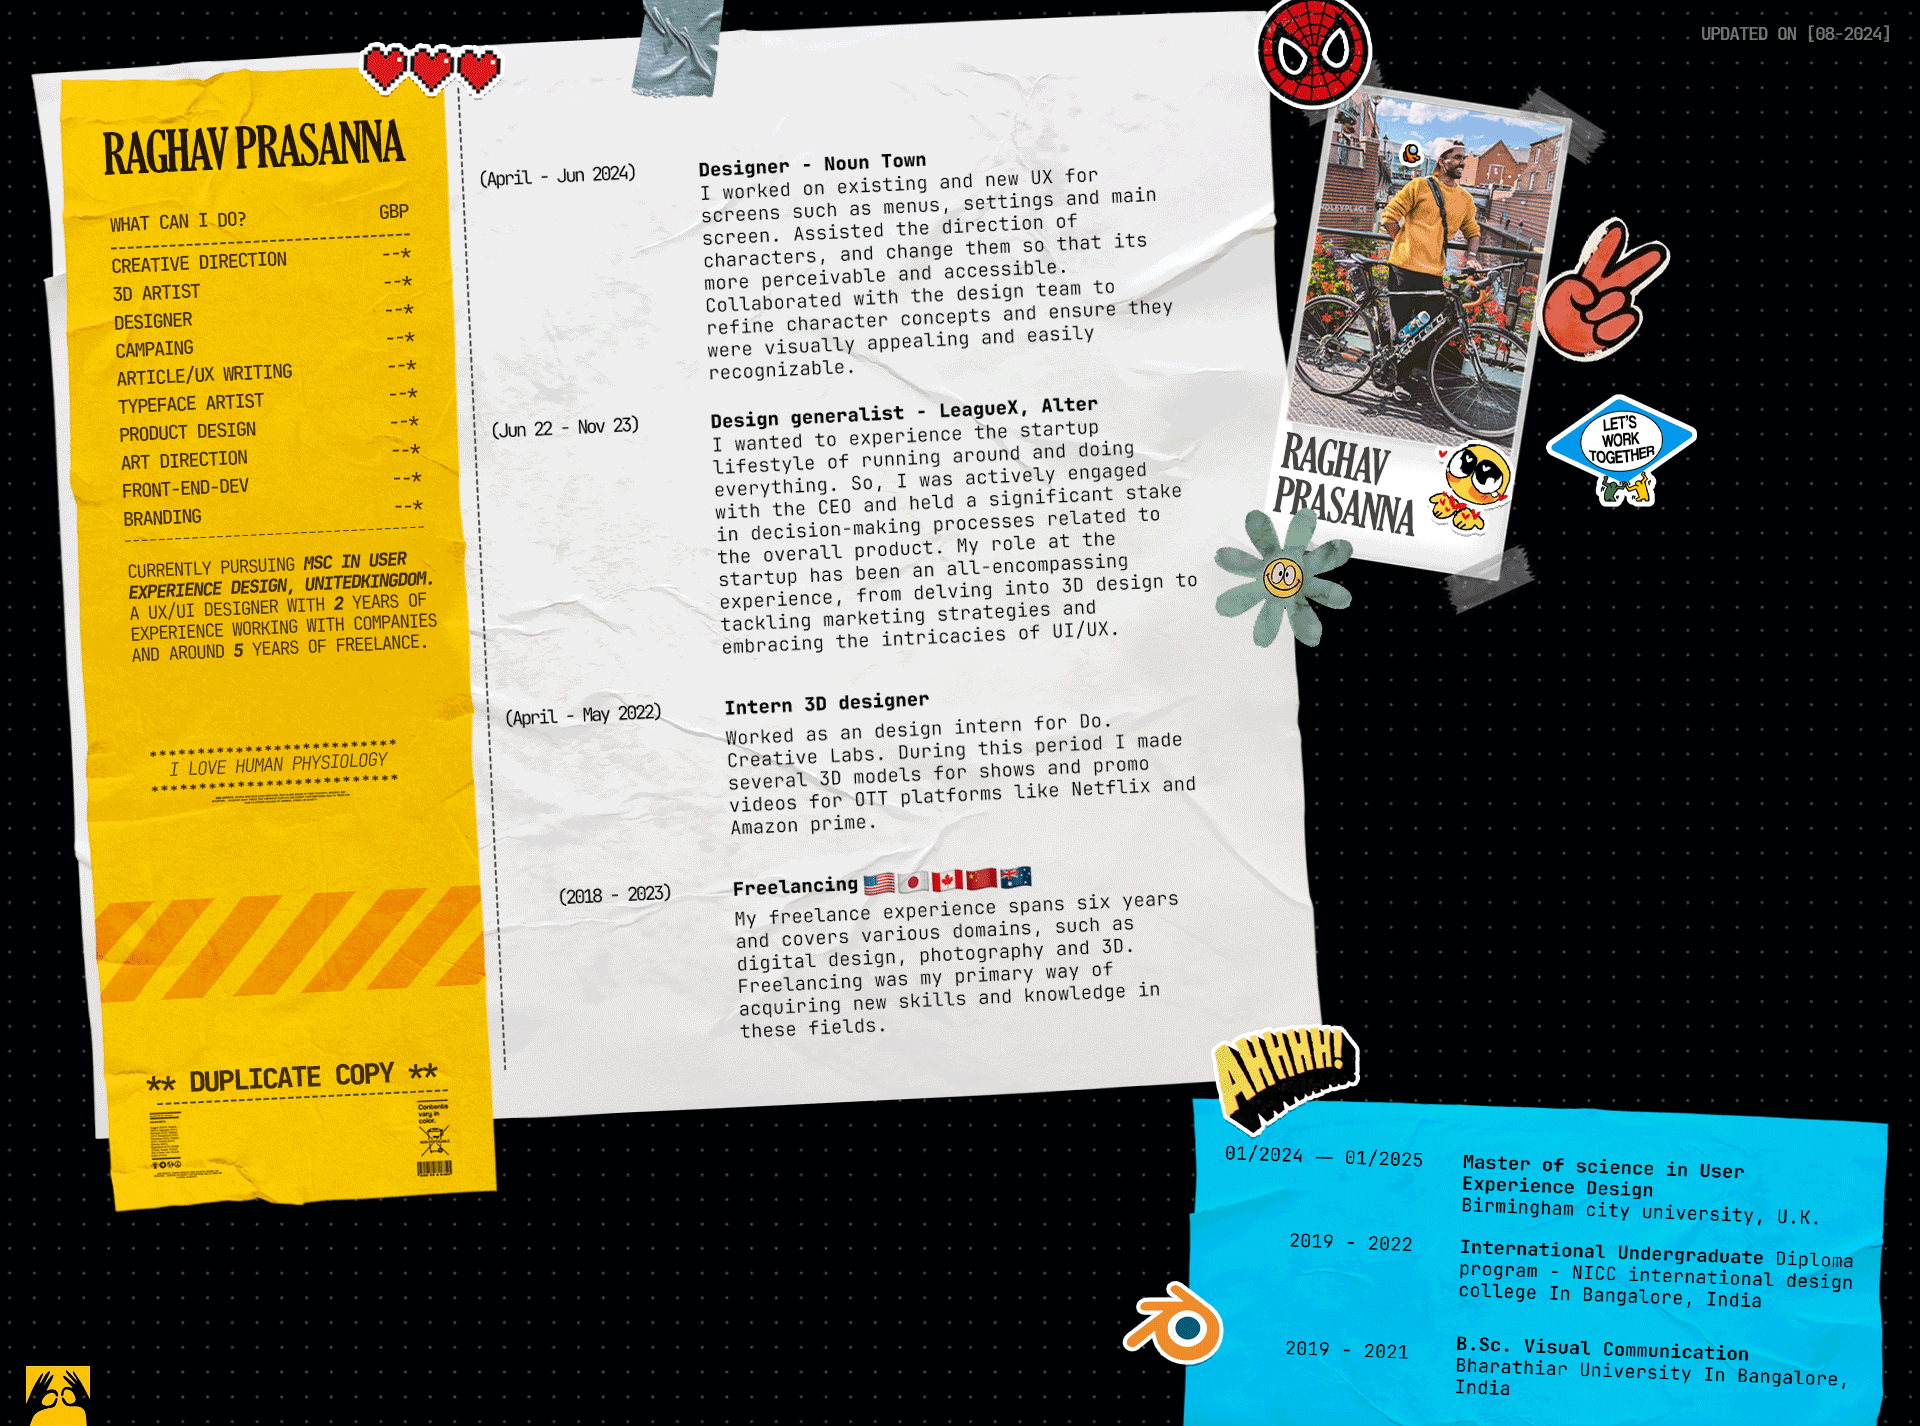 UPDATED ON [08-2024]
RAGHAV PRASANNA
WHAT CAN I DO? GBP
CREATIVE DIRECTION --*
3D ARTIST --*
DESIGNER --*
CAMPAING --*
ARTICLE/UX WRITING --*
TYPEFACE ARTIST --*
PRODUCT DESIGN --*
ART DIRECTION --*
FRONT-END-DEV --*
BRANDING --*
CURRENTLY PURSUING MSC IN USER
EXPERIENCE DESIGN, UNITEDKINGDOM.
A UX/UI DESIGNER WITH 2 YEARS OF
EXPERIENCE WORKING WITH COMPANIES
AND AROUND 5 YEARS OF FREELANCE.
**************************
I LOVE HUMAN PHYSIOLOGY
**************************
** DUPLICATE COPY **
Contents
vary in
color.
(April - Jun 2024)
Designer - Noun Town
I worked on existing and new UX for
screens such as menus, settings and main
screen. Assisted the direction of
characters, and change them so that its
more perceivable and accessible.
Collaborated with the design team to
refine character concepts and ensure they
were visually appealing and easily
recognizable.
(Jun 22 - Nov 23)
Design generalist - LeagueX, Alter
I wanted to experience the startup
lifestyle of running around and doing
everything. So, I was actively engaged
with the CEO and held a significant stake
in decision-making processes related to
the overall product. My role at the
startup has been an all-encompassing
experience, from delving into 3D design to
tackling marketing strategies and
embracing the intricacies of UI/UX.
(April - May 2022)
Intern 3D designer
Worked as an design intern for Do.
Creative Labs. During this period I made
several 3D models for shows and promo
videos for OTT platforms like Netflix and
Amazon prime.
(2018 - 2023)
Freelancing
My freelance experience spans six years
and covers various domains, such as
digital design, photography and 3D.
Freelancing was my primary way of
acquiring new skills and knowledge in
these fields.
RAGHAV
PRASANNA
LET'S
WORK
TOGETHER
AHHHH!
01/2024 — 01/2025
Master of science in User
Experience Design
Birmingham city university, U.K.
2019 - 2022
International Undergraduate Diploma
program - NICC international design
college In Bangalore, India
2019 - 2021
B.Sc. Visual Communication
Bharathiar University In Bangalore,
India